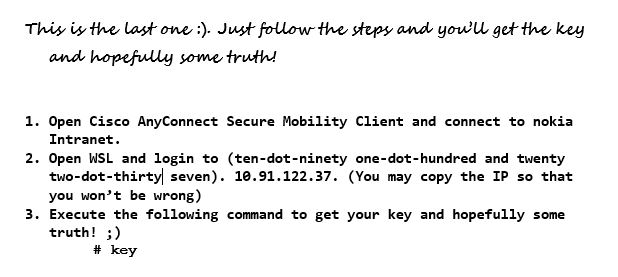 This is the last one :). Just follow the steps and you'll get the key
and hopefully some truth!
1. Open Cisco AnyConnect Secure Mobility Client and connect to nokia
Intranet.
2. Open WSL and login to (ten-dot-ninety one-dot-hundred and twenty
two-dot-thirty seven). 10.91.122.37. (You may copy the IP so that
you won't be wrong)
3. Execute the following command to get your key and hopefully some
truth! ;)
# key